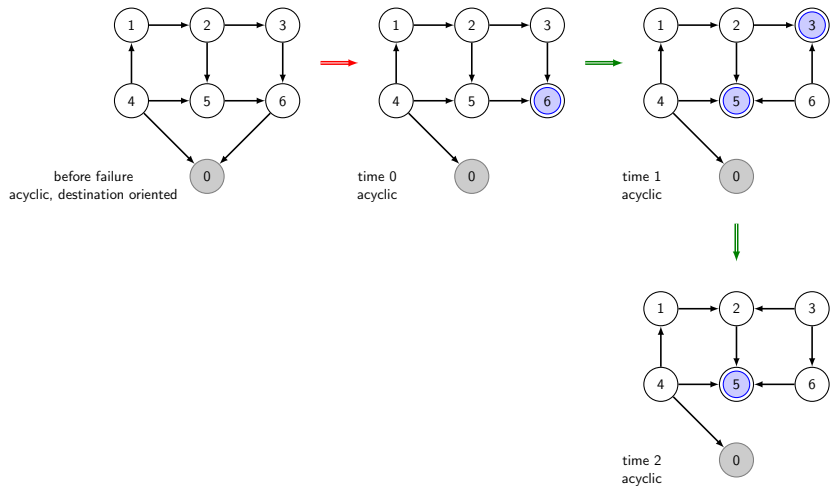 1 2 3
4 5 6
0
before failure
acyclic, destination oriented
1 2 3
4 5 6
0
time 0
acyclic
1 2 3
4 5 6
0
time 1
acyclic
1 2 3
4 5 6
0
time 2
acyclic